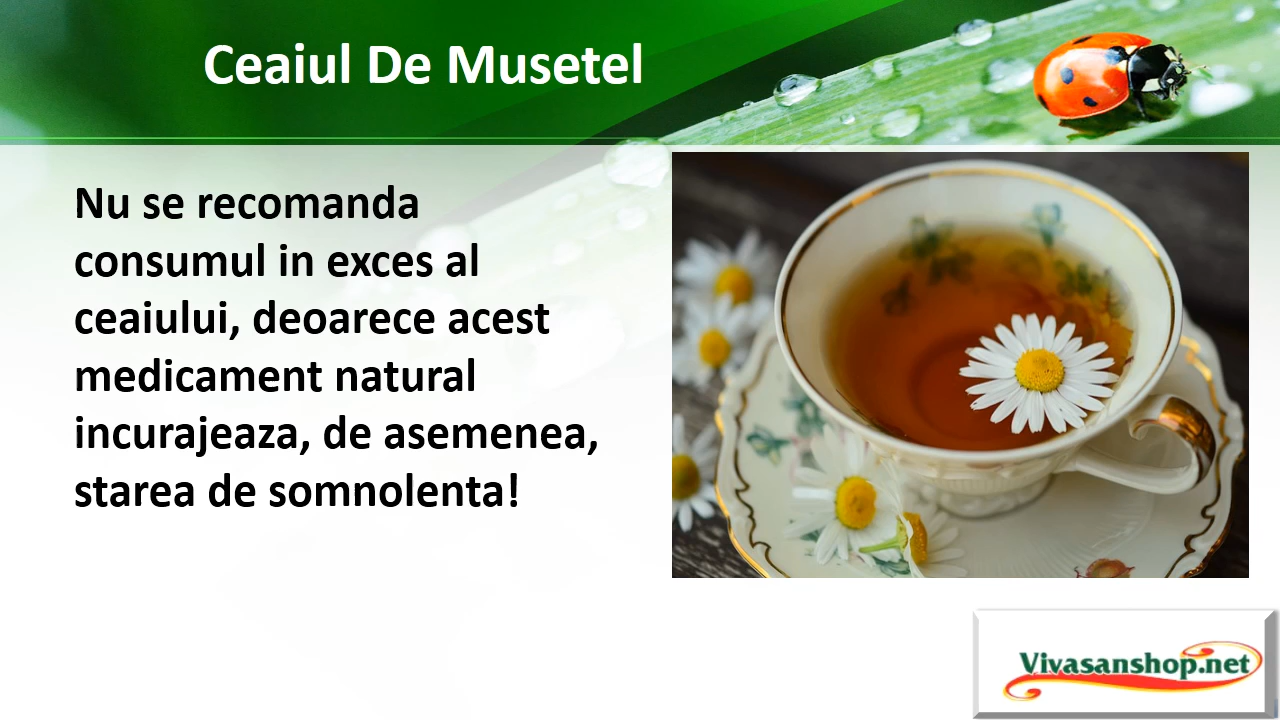 Ceaiul De Musetel
Nu se recomanda
consumul in exces al
ceaiului, deoarece acest
medicament natural
incurajeaza, de asemenea,
starea de somnolenta!
Vivasanshop.net